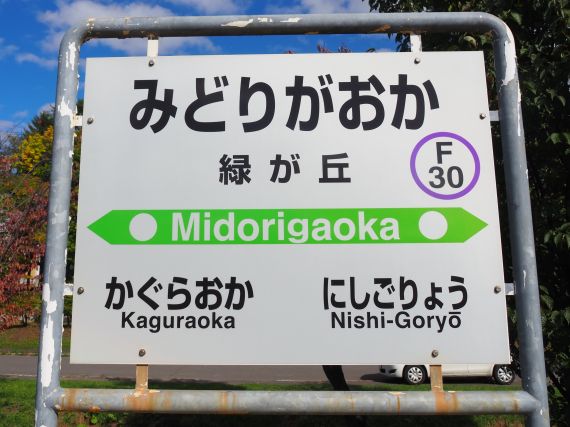 みどりがおか
緑が丘
F
30
Midorigaoka
かぐらおか
Kaguraoka
にしごりょう
Nishi-Goryō